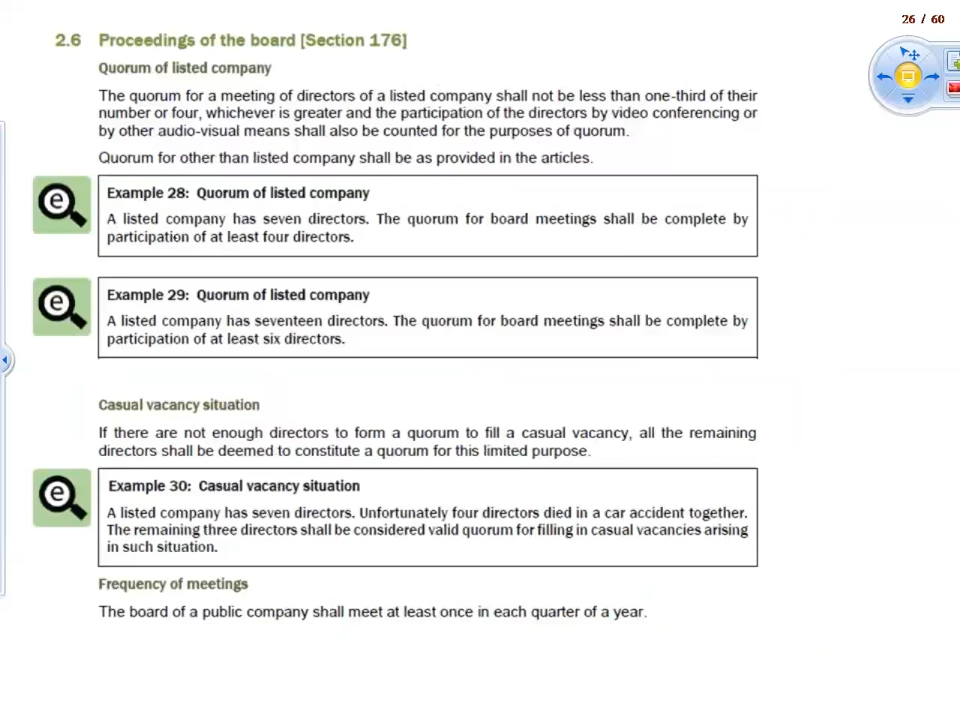 26 / 60
2.6 Proceedings of the board [Section 176]
Quorum of listed company
The quorum for a meeting of directors of a listed company shall not be less than one-third of their
number or four, whichever is greater and the participation of the directors by video conferencing or
by other audio-visual means shall also be counted for the purposes of quorum.
Quorum for other than listed company shall be as provided in the articles.
e
Example 28: Quorum of listed company
A listed company has seven directors. The quorum for board meetings shall be complete by
participation of at least four directors.
e
Example 29: Quorum of listed company
A listed company has seventeen directors. The quorum for board meetings shall be complete by
participation of at least six directors.
Casual vacancy situation
If there are not enough directors to form a quorum to fill a casual vacancy, all the remaining
directors shall be deemed to constitute a quorum for this limited purpose.
e
Example 30: Casual vacancy situation
A listed company has seven directors. Unfortunately four directors died in a car accident together.
The remaining three directors shall be considered valid quorum for filling in casual vacancies arising
in such situation.
Frequency of meetings
The board of a public company shall meet at least once in each quarter of a year.